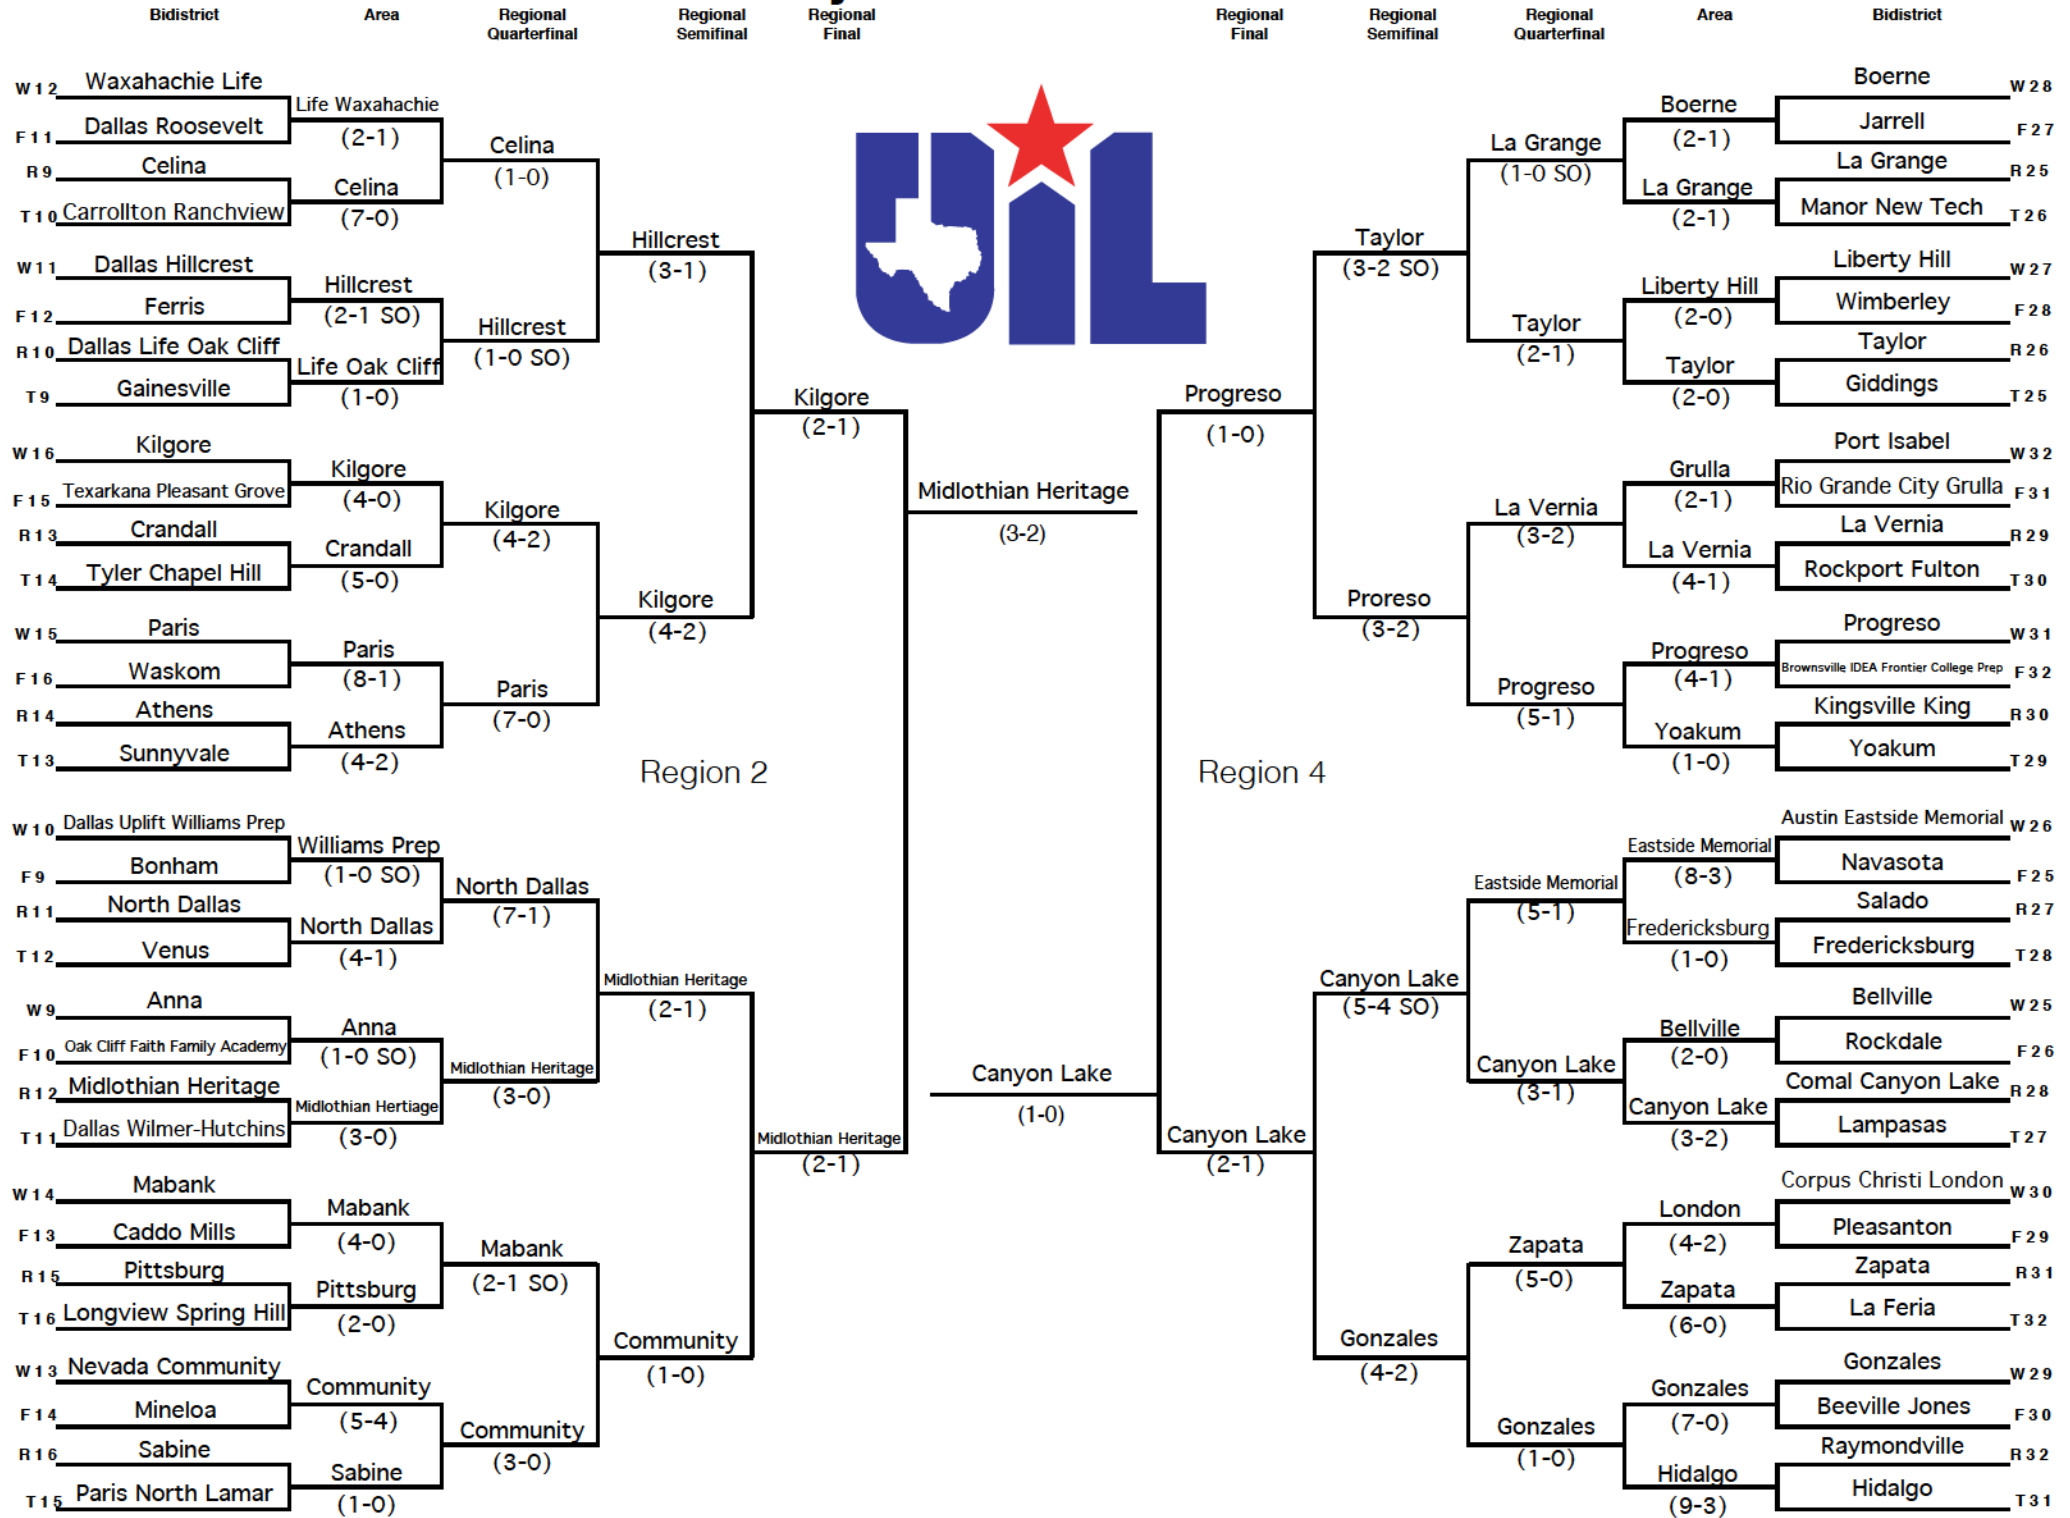 Bidistrict
Area
Regional
Quarterfinal
Regional
Semifinal
Regional
Final
Regional
Final
Regional
Semifinal
Regional
Quarterfinal
Area
Bidistrict
W12 Waxahachie Life
F11 Dallas Roosevelt
R9 Celina
T10 Carrollton Ranchview
W11 Dallas Hillcrest
F12 Ferris
R10 Dallas Life Oak Cliff
T9 Gainesville
W16 Kilgore
F15 Texarkana Pleasant Grove
R13 Crandall
T14 Tyler Chapel Hill
W15 Paris
F16 Waskom
R14 Athens
T13 Sunnyvale
W10 Dallas Uplift Williams Prep
F9 Bonham
R11 North Dallas
T12 Venus
W9 Anna
F10 Oak Cliff Faith Family Academy
R12 Midlothian Heritage
T11 Dallas Wilmer-Hutchins
W14 Mabank
F13 Caddo Mills
R15 Pittsburg
T16 Longview Spring Hill
W13 Nevada Community
F14 Mineloa
R16 Sabine
T15 Paris North Lamar
Life Waxahachie
(2-1)
Celina
(7-0)
Hillcrest
(2-1 SO)
Life Oak Cliff
(1-0)
Kilgore
(4-0)
Crandall
(5-0)
Paris
(8-1)
Athens
(4-2)
Williams Prep
(1-0 SO)
North Dallas
(4-1)
Anna
(1-0 SO)
Midlothian Hertiage
(3-0)
Mabank
(4-0)
Pittsburg
(2-0)
Community
(5-4)
Sabine
(1-0)
Celina
(1-0)
Hillcrest
(1-0 SO)
Kilgore
(4-2)
Paris
(7-0)
North Dallas
(7-1)
Midlothian Heritage
(3-0)
Mabank
(2-1 SO)
Community
(3-0)
Hillcrest
(3-1)
Kilgore
(4-2)
Region 2
Midlothian Heritage
(2-1)
Community
(1-0)
Kilgore
(2-1)
Midlothian Heritage
(2-1)
UIL
Midlothian Heritage
(3-2)
Canyon Lake
(1-0)
Progreso
(1-0)
Region 4
Canyon Lake
(2-1)
Taylor
(3-2 SO)
Proreso
(3-2)
Canyon Lake
(5-4 SO)
Gonzales
(4-2)
La Grange
(1-0 SO)
Taylor
(2-1)
La Vernia
(3-2)
Progreso
(5-1)
Eastside Memorial
(5-1)
Canyon Lake
(3-1)
Zapata
(5-0)
Gonzales
(1-0)
Boerne
(2-1)
La Grange
(2-1)
Liberty Hill
(2-0)
Taylor
(2-0)
Grulla
(2-1)
La Vernia
(4-1)
Progreso
(4-1)
Yoakum
(1-0)
Eastside Memorial
(8-3)
Fredericksburg
(1-0)
Bellville
(2-0)
Canyon Lake
(3-2)
London
(4-2)
Zapata
(6-0)
Gonzales
(7-0)
Hidalgo
(9-3)
Boerne W28
Jarrell F27
La Grange R25
Manor New Tech T26
Liberty Hill W27
Wimberley F28
Taylor R26
Giddings T25
Port Isabel W32
Rio Grande City Grulla F31
La Vernia R29
Rockport Fulton T30
Progreso W31
Brownsville IDEA Frontier College Prep F32
Kingsville King R30
Yoakum T29
Austin Eastside Memorial W26
Navasota F25
Salado R27
Fredericksburg T28
Bellville W25
Rockdale F26
Comal Canyon Lake R28
Lampasas T27
Corpus Christi London W30
Pleasanton F29
Zapata R31
La Feria T32
Gonzales W29
Beeville Jones F30
Raymondville R32
Hidalgo T31